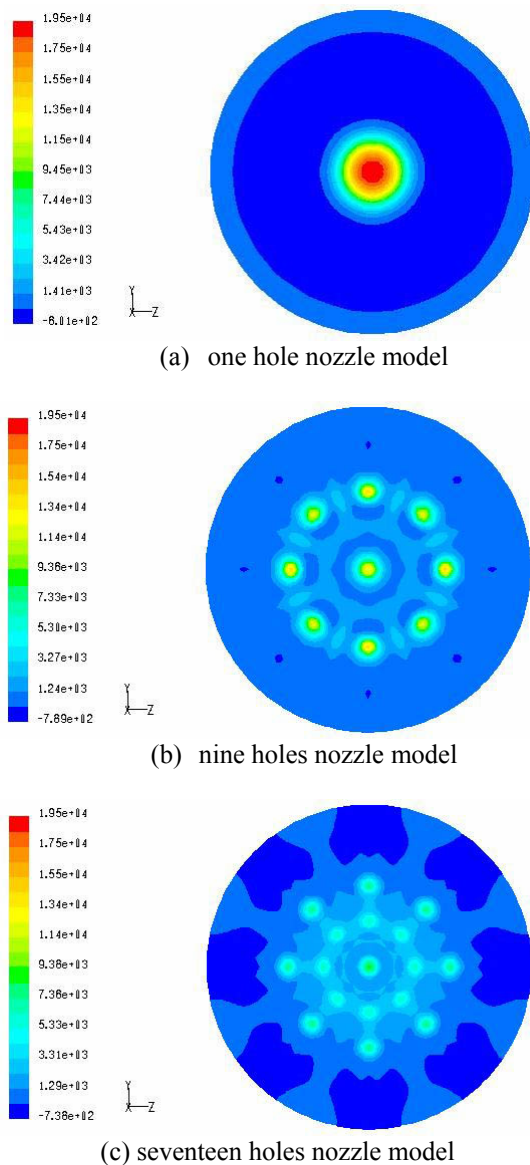 1.95e+04
1.75e+04
1.55e+04
1.35e+04
1.15e+04
9.45e+03
7.44e+03
5.43e+03
3.42e+03
1.41e+03
-6.01e+02
Y
X Z
(a) one hole nozzle model
1.95e+04
1.75e+04
1.54e+04
1.34e+04
1.14e+04
9.36e+03
7.33e+03
5.30e+03
3.27e+03
1.24e+03
-7.89e+02
Y
X Z
(b) nine holes nozzle model
1.95e+04
1.75e+04
1.55e+04
1.34e+04
1.14e+04
9.38e+03
7.36e+03
5.33e+03
3.31e+03
1.29e+03
-7.38e+02
Y
X Z
(c) seventeen holes nozzle model